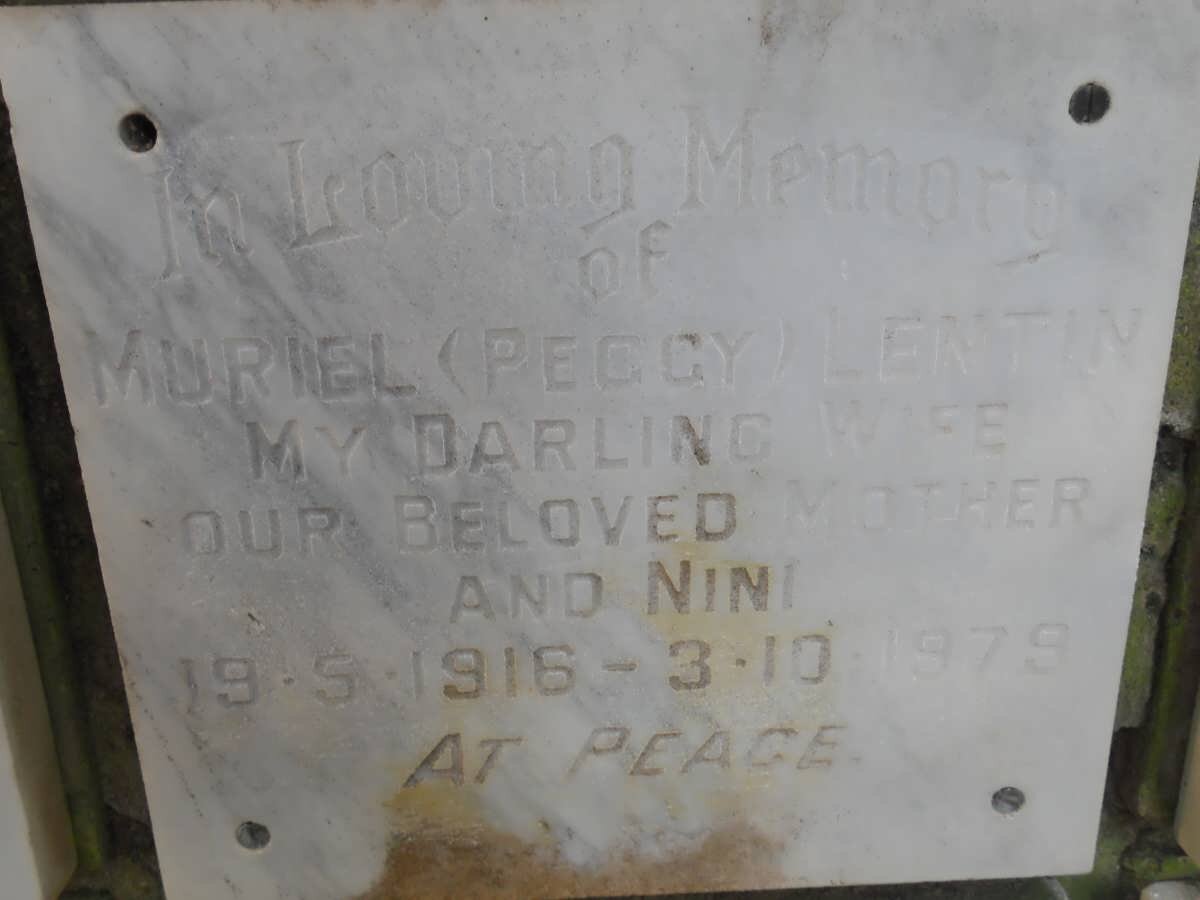 In Loving Memory
of
MURIEL (PEGGY) LENTIN
MY DARLING WIFE
OUR BELOVED MOTHER
AND NINI
19·5·1916 - 3·10·1979
AT PEACE.